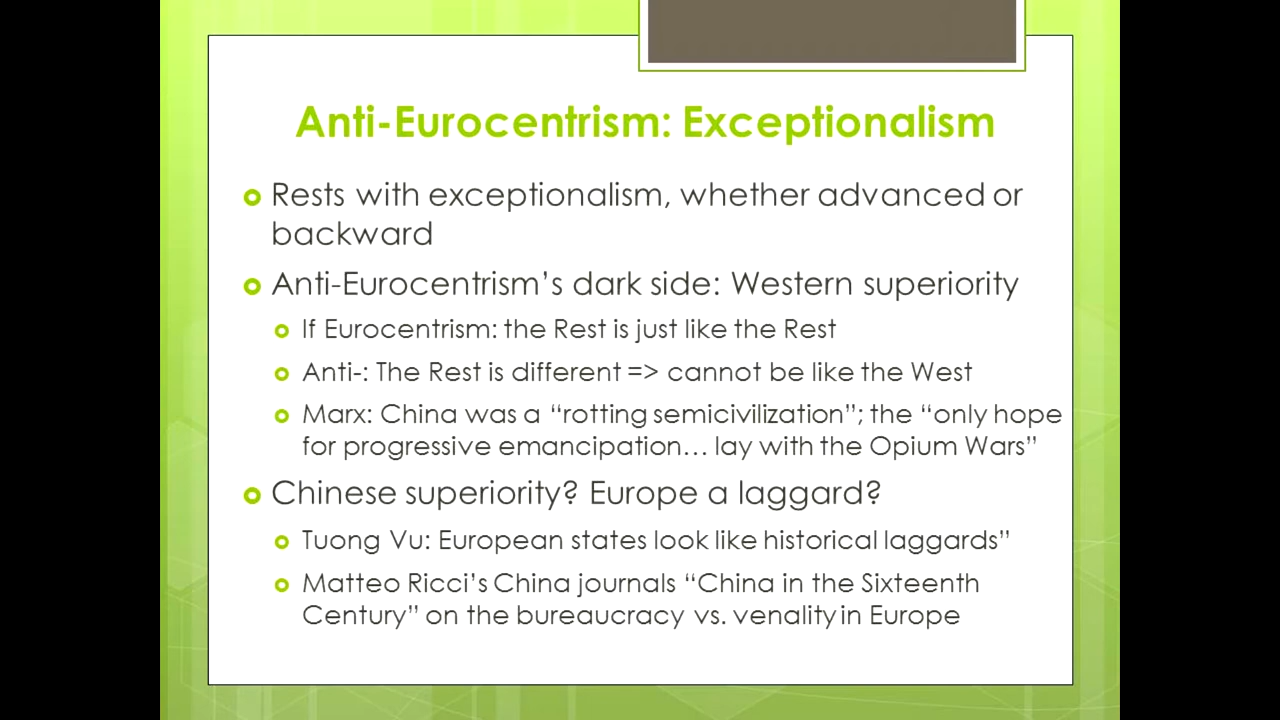 Anti-Eurocentrism: Exceptionalism
Rests with exceptionalism, whether advanced or
backward
Anti-Eurocentrism’s dark side: Western superiority
If Eurocentrism: the Rest is just like the Rest
Anti-: The Rest is different => cannot be like the West
Marx: China was a “rotting semicivilization”; the “only hope
for progressive emancipation… lay with the Opium Wars”
Chinese superiority? Europe a laggard?
Tuong Vu: European states look like historical laggards”
Matteo Ricci’s China journals “China in the Sixteenth
Century” on the bureaucracy vs. venality in Europe